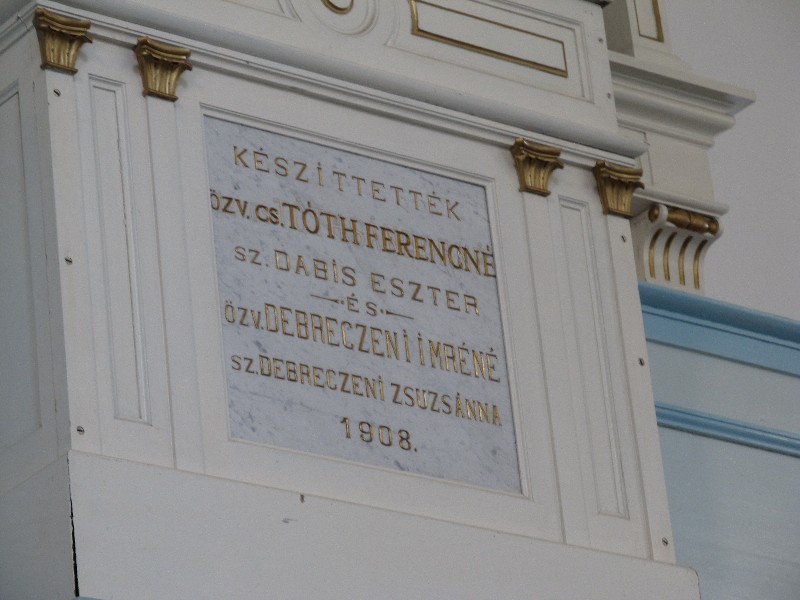 KÉSZÍTTETTÉK
ÖZV. CS. TÓTH FERENCNÉ
SZ. DABIS ESZTER
ÉS
ÖZV. DEBRECZENI IMRÉNÉ
SZ. DEBRECZENI ZSUZSÁNNA
1908.